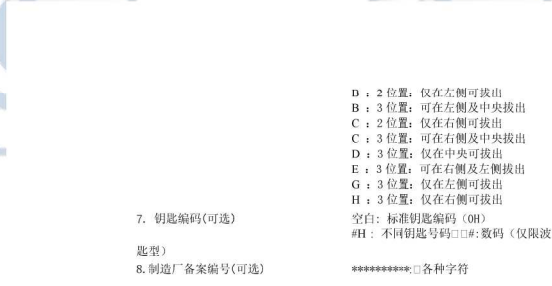 D : 2 位置: 仅在左侧可拔出
B : 3 位置: 可在左侧及中央拔出
C : 2 位置: 仅在右侧可拔出
C : 3 位置: 可在右侧及中央拔出
D : 3 位置: 仅在中央可拔出
E : 3 位置: 可在右侧及左侧拔出
G : 3 位置: 仅在左侧可拔出
H : 3 位置: 仅在右侧可拔出
7. 钥匙编码(可选) 空白: 标准钥匙编码 (0H)
#H : 不同钥匙号码□□#:数码（仅限波
匙型）
8.制造厂备案编号(可选) **********:□各种字符